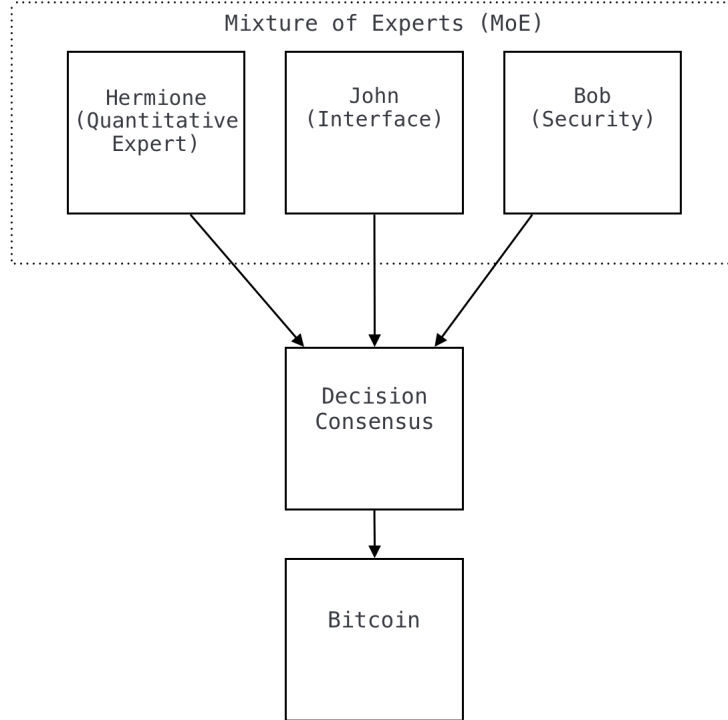 Mixture of Experts (MoE)
Hermione
(Quantitative
Expert)
John
(Interface)
Bob
(Security)
Decision
Consensus
Bitcoin